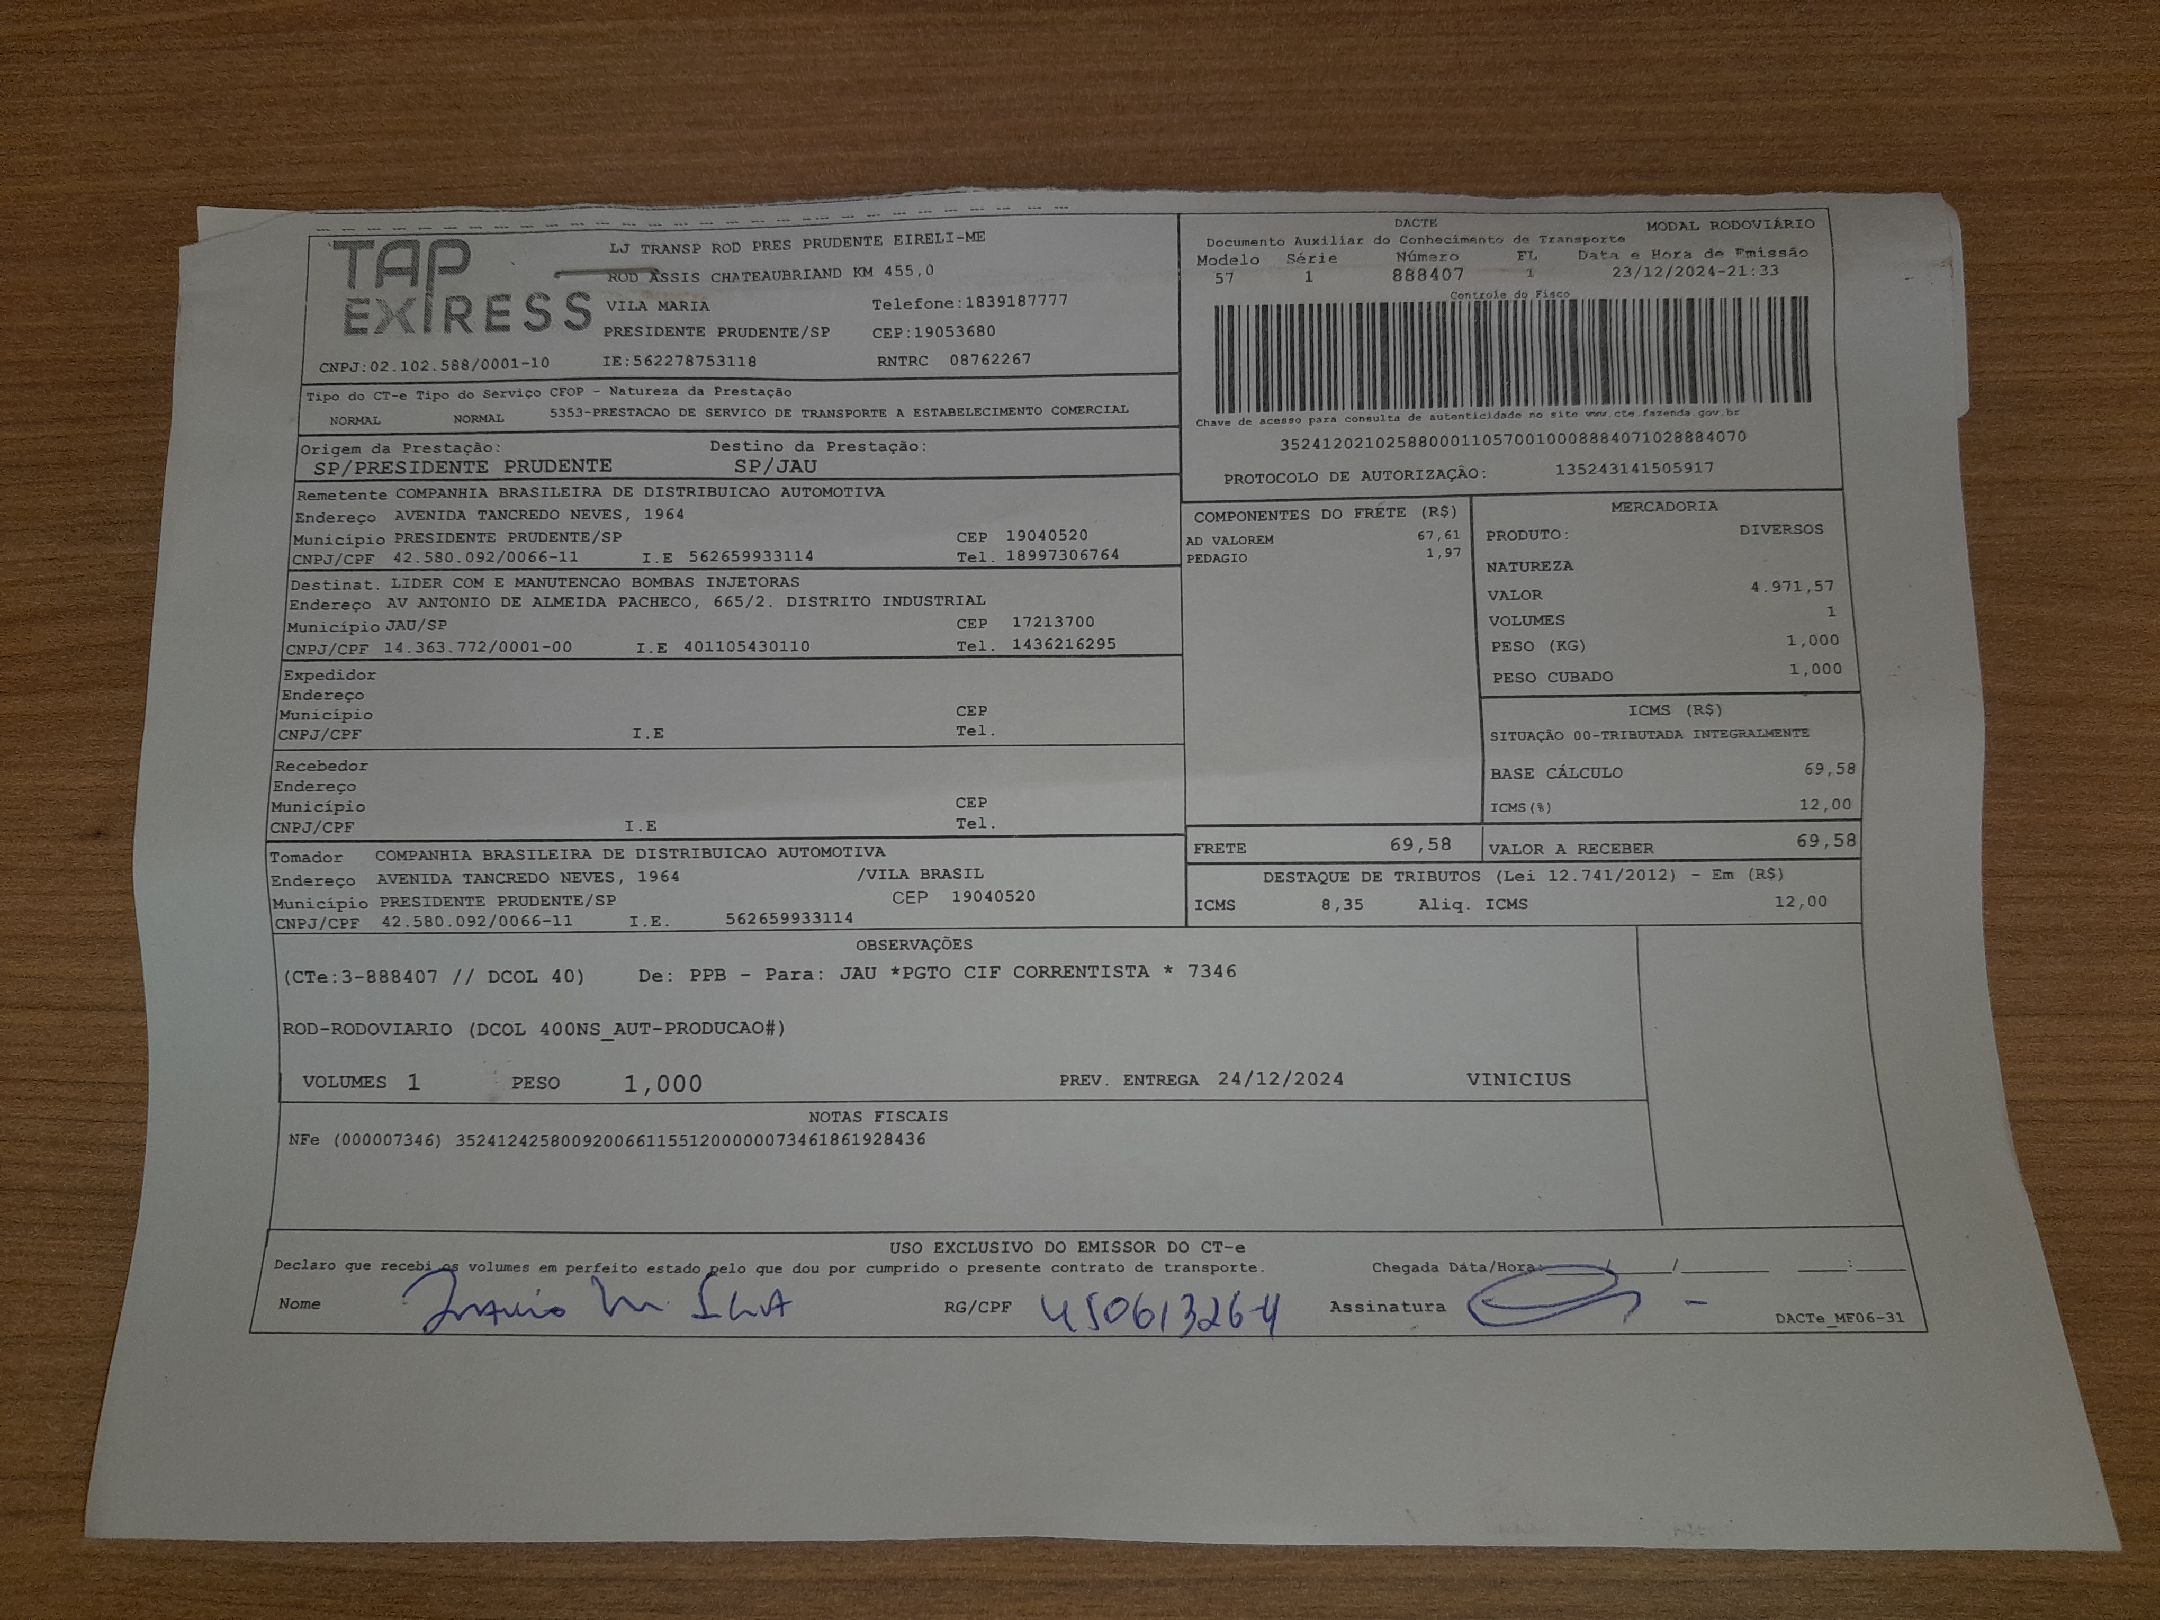 TAP
EXPRESS
LJ TRANSP ROD PRES PRUDENTE EIRELI-ME
ROD ASSIS CHATEAUBRIAND KM 455,0
VILA MARIA Telefone:1839187777
PRESIDENTE PRUDENTE/SP CEP:19053680
CNPJ:02.102.588/0001-10 IE:562278753118 RNTRC 08762267
Tipo do CT-e Tipo do Serviço CFOP - Natureza da Prestação
NORMAL NORMAL 5353-PRESTACAO DE SERVICO DE TRANSPORTE A ESTABELECIMENTO COMERCIAL
Origem da Prestação: Destino da Prestação:
SP/PRESIDENTE PRUDENTE SP/JAU
Remetente COMPANHIA BRASILEIRA DE DISTRIBUICAO AUTOMOTIVA
Endereço AVENIDA TANCREDO NEVES, 1964
Município PRESIDENTE PRUDENTE/SP CEP 19040520
CNPJ/CPF 42.580.092/0066-11 I.E 562659933114 Tel. 18997306764
Destinat. LIDER COM E MANUTENCAO BOMBAS INJETORAS
Endereço AV ANTONIO DE ALMEIDA PACHECO, 665/2. DISTRITO INDUSTRIAL
Município JAU/SP CEP 17213700
CNPJ/CPF 14.363.772/0001-00 I.E 401105430110 Tel. 1436216295
Expedidor
Endereço
Município CEP
CNPJ/CPF I.E Tel.
Recebedor
Endereço
Município CEP
CNPJ/CPF I.E Tel.
Tomador COMPANHIA BRASILEIRA DE DISTRIBUICAO AUTOMOTIVA
Endereço AVENIDA TANCREDO NEVES, 1964 /VILA BRASIL
Município PRESIDENTE PRUDENTE/SP CEP 19040520
CNPJ/CPF 42.580.092/0066-11 I.E. 562659933114
DACTE MODAL RODOVIÁRIO
Documento Auxiliar do Conhecimento de Transporte
Modelo Série Número FL Data e Hora de Emissão
57 1 888407 1 23/12/2024-21:33
Controle do Fisco
Chave de acesso para consulta de autenticidade no site www.cte.fazenda.gov.br
35241202102588000110570010008884071028884070
PROTOCOLO DE AUTORIZAÇÃO: 135243141505917
COMPONENTES DO FRETE (R$)
AD VALOREM 67,61
PEDAGIO 1,97
MERCADORIA
PRODUTO: DIVERSOS
NATUREZA
VALOR 4.971,57
VOLUMES 1
PESO (KG) 1,000
PESO CUBADO 1,000
ICMS (R$)
SITUAÇÃO 00-TRIBUTADA INTEGRALMENTE
BASE CÁLCULO 69,58
ICMS(%) 12,00
FRETE 69,58 VALOR A RECEBER 69,58
DESTAQUE DE TRIBUTOS (Lei 12.741/2012) - Em (R$)
ICMS 8,35 Aliq. ICMS 12,00
OBSERVAÇÕES
(CTe:3-888407 // DCOL 40) De: PPB - Para: JAU *PGTO CIF CORRENTISTA * 7346
ROD-RODOVIARIO (DCOL 400NS_AUT-PRODUCAO#)
VOLUMES 1 PESO 1,000 PREV. ENTREGA 24/12/2024 VINICIUS
NOTAS FISCAIS
NFe (000007346) 35241242580092006611551200000073461861928436
USO EXCLUSIVO DO EMISSOR DO CT-e
Declaro que recebi os volumes em perfeito estado pelo que dou por cumprido o presente contrato de transporte. Chegada Data/Hora:____/____/____ ____:____
Nome RG/CPF 450613264 Assinatura
DACTe_MF06-31